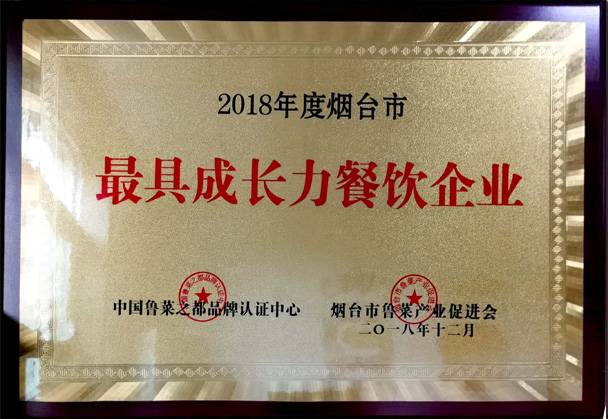 2018年度烟台市
最具成长力餐饮企业
中国鲁菜之都品牌认证中心
烟台市鲁菜产业促进会
二〇一八年十二月